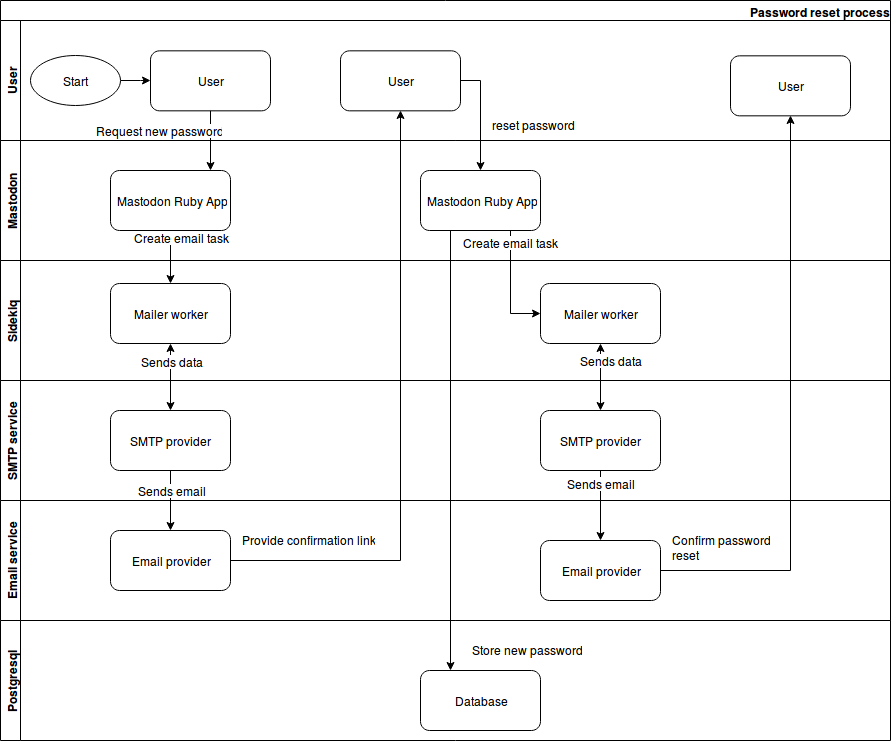 Password reset process
User
Start
User
User
User
Request new password
reset password
Mastodon
Mastodon Ruby App
Mastodon Ruby App
Create email task
Create email task
Sidekiq
Mailer worker
Mailer worker
Sends data
Sends data
SMTP service
SMTP provider
SMTP provider
Sends email
Sends email
Email service
Email provider
Provide confirmation link
Email provider
Confirm password
reset
Postgresql
Store new password
Database